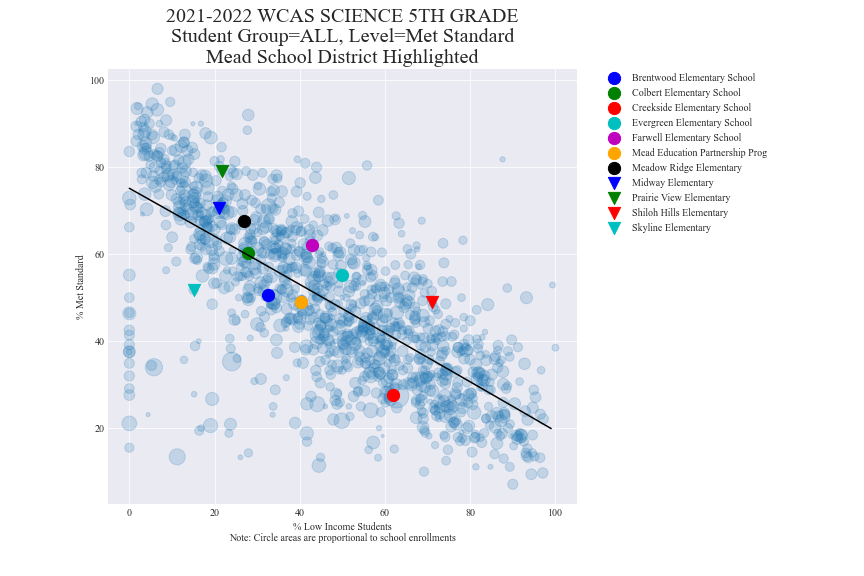 2021-2022 WCAS SCIENCE 5TH GRADE
Student Group=ALL, Level=Met Standard
Mead School District Highlighted
100
80
60
40
20
% Met Standard
0 20 40 60 80 100
% Low Income Students
Note: Circle areas are proportional to school enrollments
Brentwood Elementary School
Colbert Elementary School
Creekside Elementary School
Evergreen Elementary School
Farwell Elementary School
Mead Education Partnership Prog
Meadow Ridge Elementary
Midway Elementary
Prairie View Elementary
Shiloh Hills Elementary
Skyline Elementary